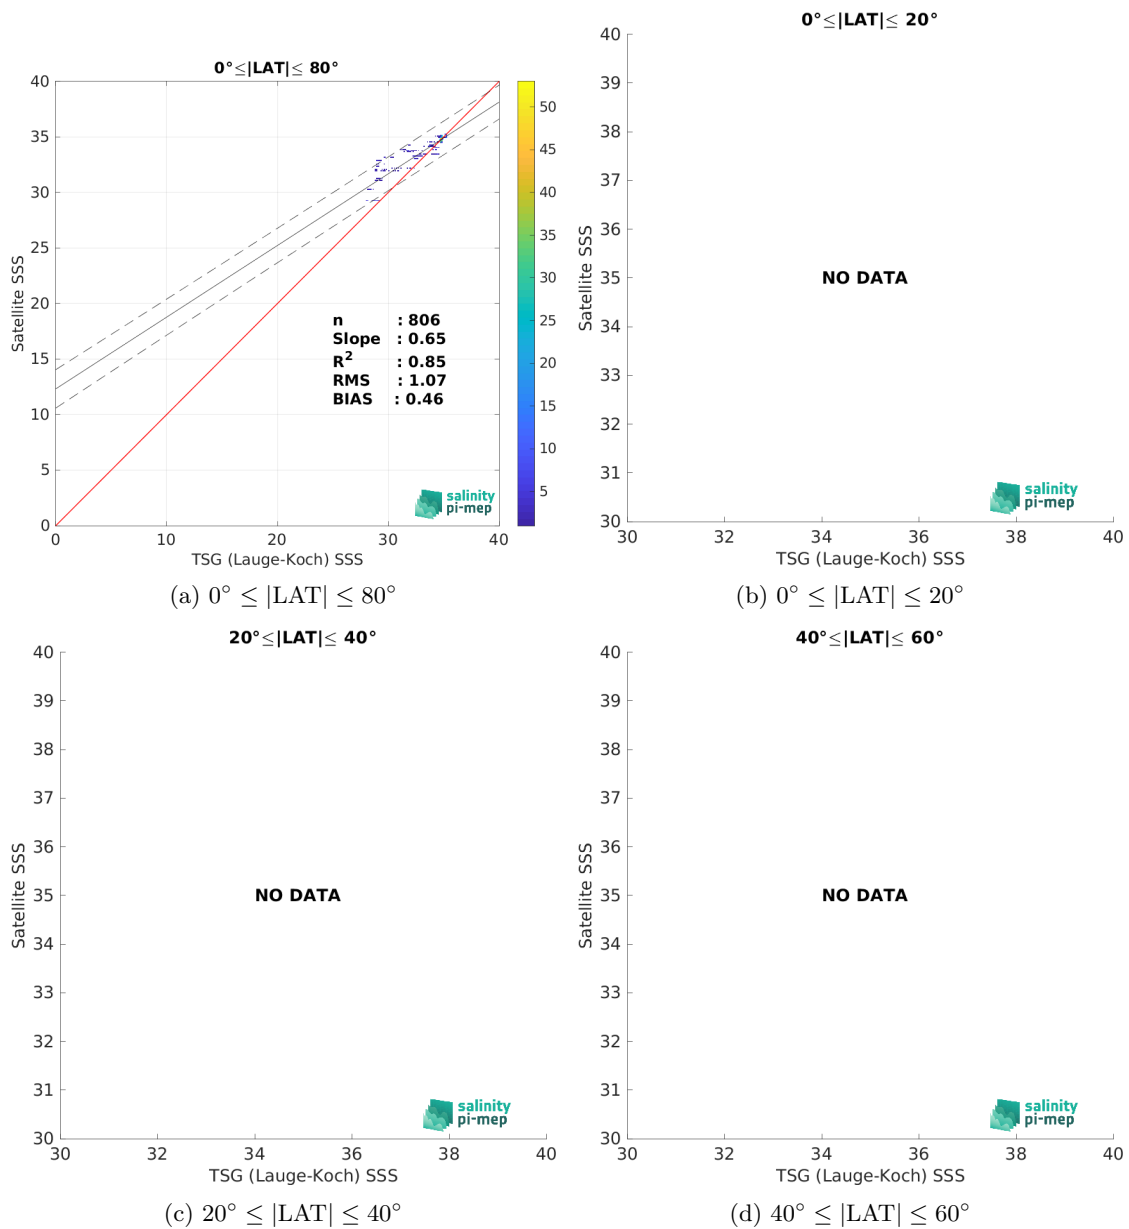 0°≤|LAT|≤ 80°
40
35
30
25
20
15
10
5
0
Satellite SSS
0
10
20
30
40
TSG (Lauge-Koch) SSS
n : 806
Slope : 0.65
R² : 0.85
RMS : 1.07
BIAS : 0.46
salinity
pi-mep
50
45
40
35
30
25
20
15
10
5
(a) 0° ≤ |LAT| ≤ 80°
0°≤|LAT|≤ 20°
40
39
38
37
36
35
34
33
32
31
30
Satellite SSS
NO DATA
salinity
pi-mep
30
32
34
36
38
40
TSG (Lauge-Koch) SSS
(b) 0° ≤ |LAT| ≤ 20°
20°≤|LAT|≤ 40°
40
39
38
37
36
35
34
33
32
31
30
Satellite SSS
NO DATA
salinity
pi-mep
30
32
34
36
38
40
TSG (Lauge-Koch) SSS
(c) 20° ≤ |LAT| ≤ 40°
40°≤|LAT|≤ 60°
40
39
38
37
36
35
34
33
32
31
30
Satellite SSS
NO DATA
salinity
pi-mep
30
32
34
36
38
40
TSG (Lauge-Koch) SSS
(d) 40° ≤ |LAT| ≤ 60°